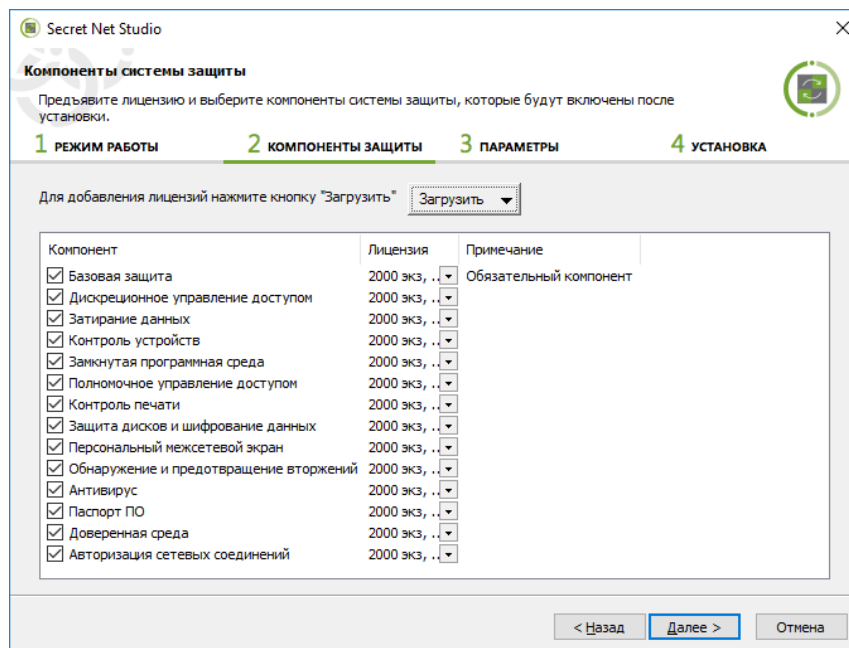 Secret Net Studio
Компоненты системы защиты
Предъявите лицензию и выберите компоненты системы защиты, которые будут включены после
установки.
1 РЕЖИМ РАБОТЫ 2 КОМПОНЕНТЫ ЗАЩИТЫ 3 ПАРАМЕТРЫ 4 УСТАНОВКА
Для добавления лицензий нажмите кнопку "Загрузить" Загрузить
Компонент Лицензия Примечание
Базовая защита 2000 экз, .. Обязательный компонент
Дискреционное управление доступом 2000 экз, ..
Затирание данных 2000 экз, ..
Контроль устройств 2000 экз, ..
Замкнутая программная среда 2000 экз, ..
Полномочное управление доступом 2000 экз, ..
Контроль печати 2000 экз, ..
Защита дисков и шифрование данных 2000 экз, ..
Персональный межсетевой экран 2000 экз, ..
Обнаружение и предотвращение вторжений 2000 экз, ..
Антивирус 2000 экз, ..
Паспорт ПО 2000 экз, ..
Доверенная среда 2000 экз, ..
Авторизация сетевых соединений 2000 экз, ..
< Назад Далее > Отмена